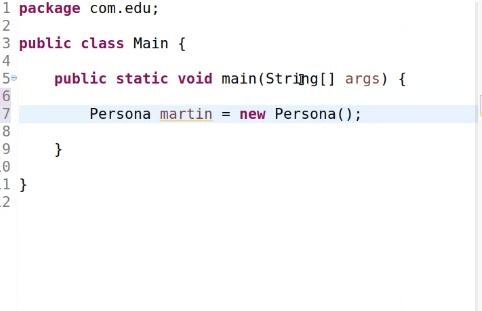 1 package com.edu;
2
3 public class Main {
4
5 public static void main(String[] args) {
6
7 Persona martin = new Persona();
8
9 }
0
1 }
2